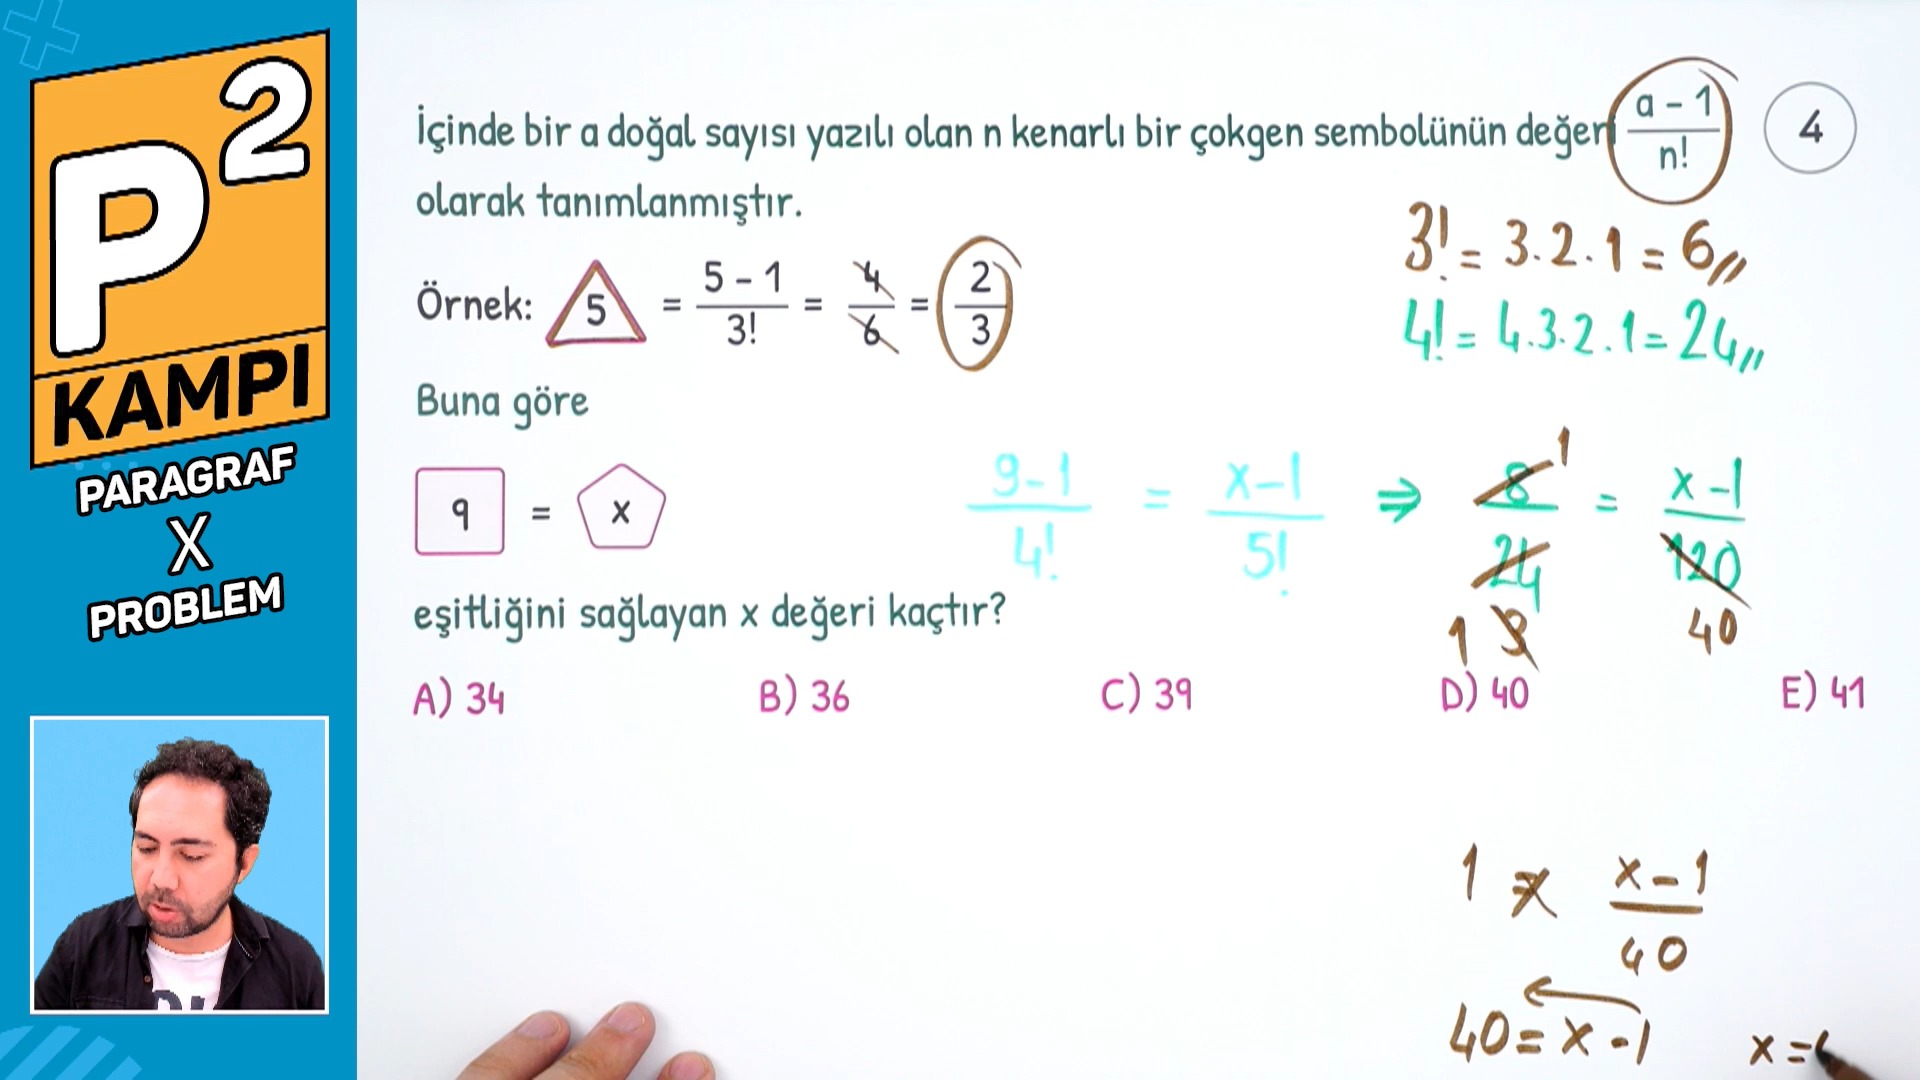 P²
KAMPI
PARAGRAF
X
PROBLEM
İçinde bir a doğal sayısı yazılı olan n kenarlı bir çokgen sembolünün değeri (a - 1)/n!
4
olarak tanımlanmıştır.
3! = 3.2.1 = 6
4! = 4.3.2.1 = 24
Örnek: 5 = (5 - 1)/3! = 4/6 = 2/3
Buna göre
9 = x
(9-1)/4! = (x-1)/5! ⇒ 8/24 = (x-1)/120
1
1 3 40
eşitliğini sağlayan x değeri kaçtır?
A) 34 B) 36 C) 39 D) 40 E) 41
1 = (x-1)/40
40 = x - 1
x =